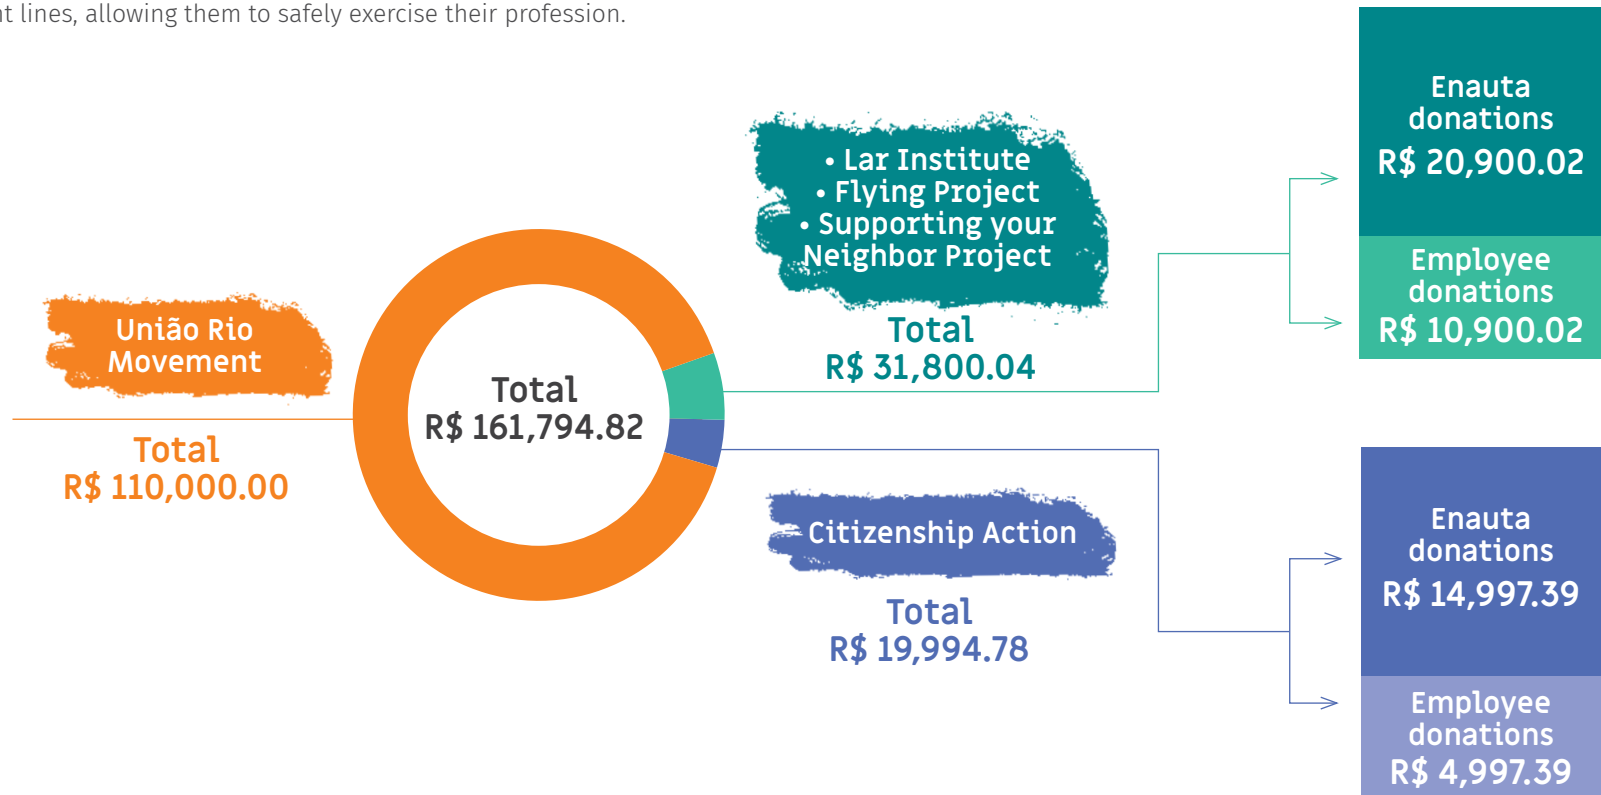 nt lines, allowing them to safely exercise their profession.
União Rio
Movement
Total
R$ 110,000.00
Total
R$ 161,794.82
• Lar Institute
• Flying Project
• Supporting your
Neighbor Project
Total
R$ 31,800.04
Enauta
donations
R$ 20,900.02
Employee
donations
R$ 10,900.02
Citizenship Action
Total
R$ 19,994.78
Enauta
donations
R$ 14,997.39
Employee
donations
R$ 4,997.39